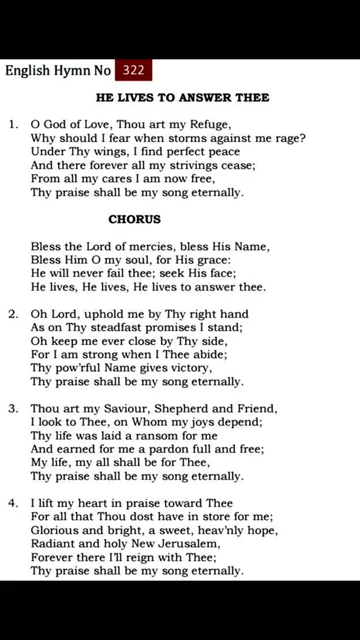 English Hymn No 322
HE LIVES TO ANSWER THEE
1. O God of Love, Thou art my Refuge,
Why should I fear when storms against me rage?
Under Thy wings, I find perfect peace
And there forever all my strivings cease;
From all my cares I am now free,
Thy praise shall be my song eternally.
CHORUS
Bless the Lord of mercies, bless His Name,
Bless Him O my soul, for His grace:
He will never fail thee; seek His face;
He lives, He lives, He lives to answer thee.
2. Oh Lord, uphold me by Thy right hand
As on Thy steadfast promises I stand;
Oh keep me ever close by Thy side,
For I am strong when I Thee abide;
Thy pow'rful Name gives victory,
Thy praise shall be my song eternally.
3. Thou art my Saviour, Shepherd and Friend,
I look to Thee, on Whom my joys depend;
Thy life was laid a ransom for me
And earned for me a pardon full and free;
My life, my all shall be for Thee,
Thy praise shall be my song eternally.
4. I lift my heart in praise toward Thee
For all that Thou dost have in store for me;
Glorious and bright, a sweet, heav'nly hope,
Radiant and holy New Jerusalem,
Forever there I'll reign with Thee;
Thy praise shall be my song eternally.